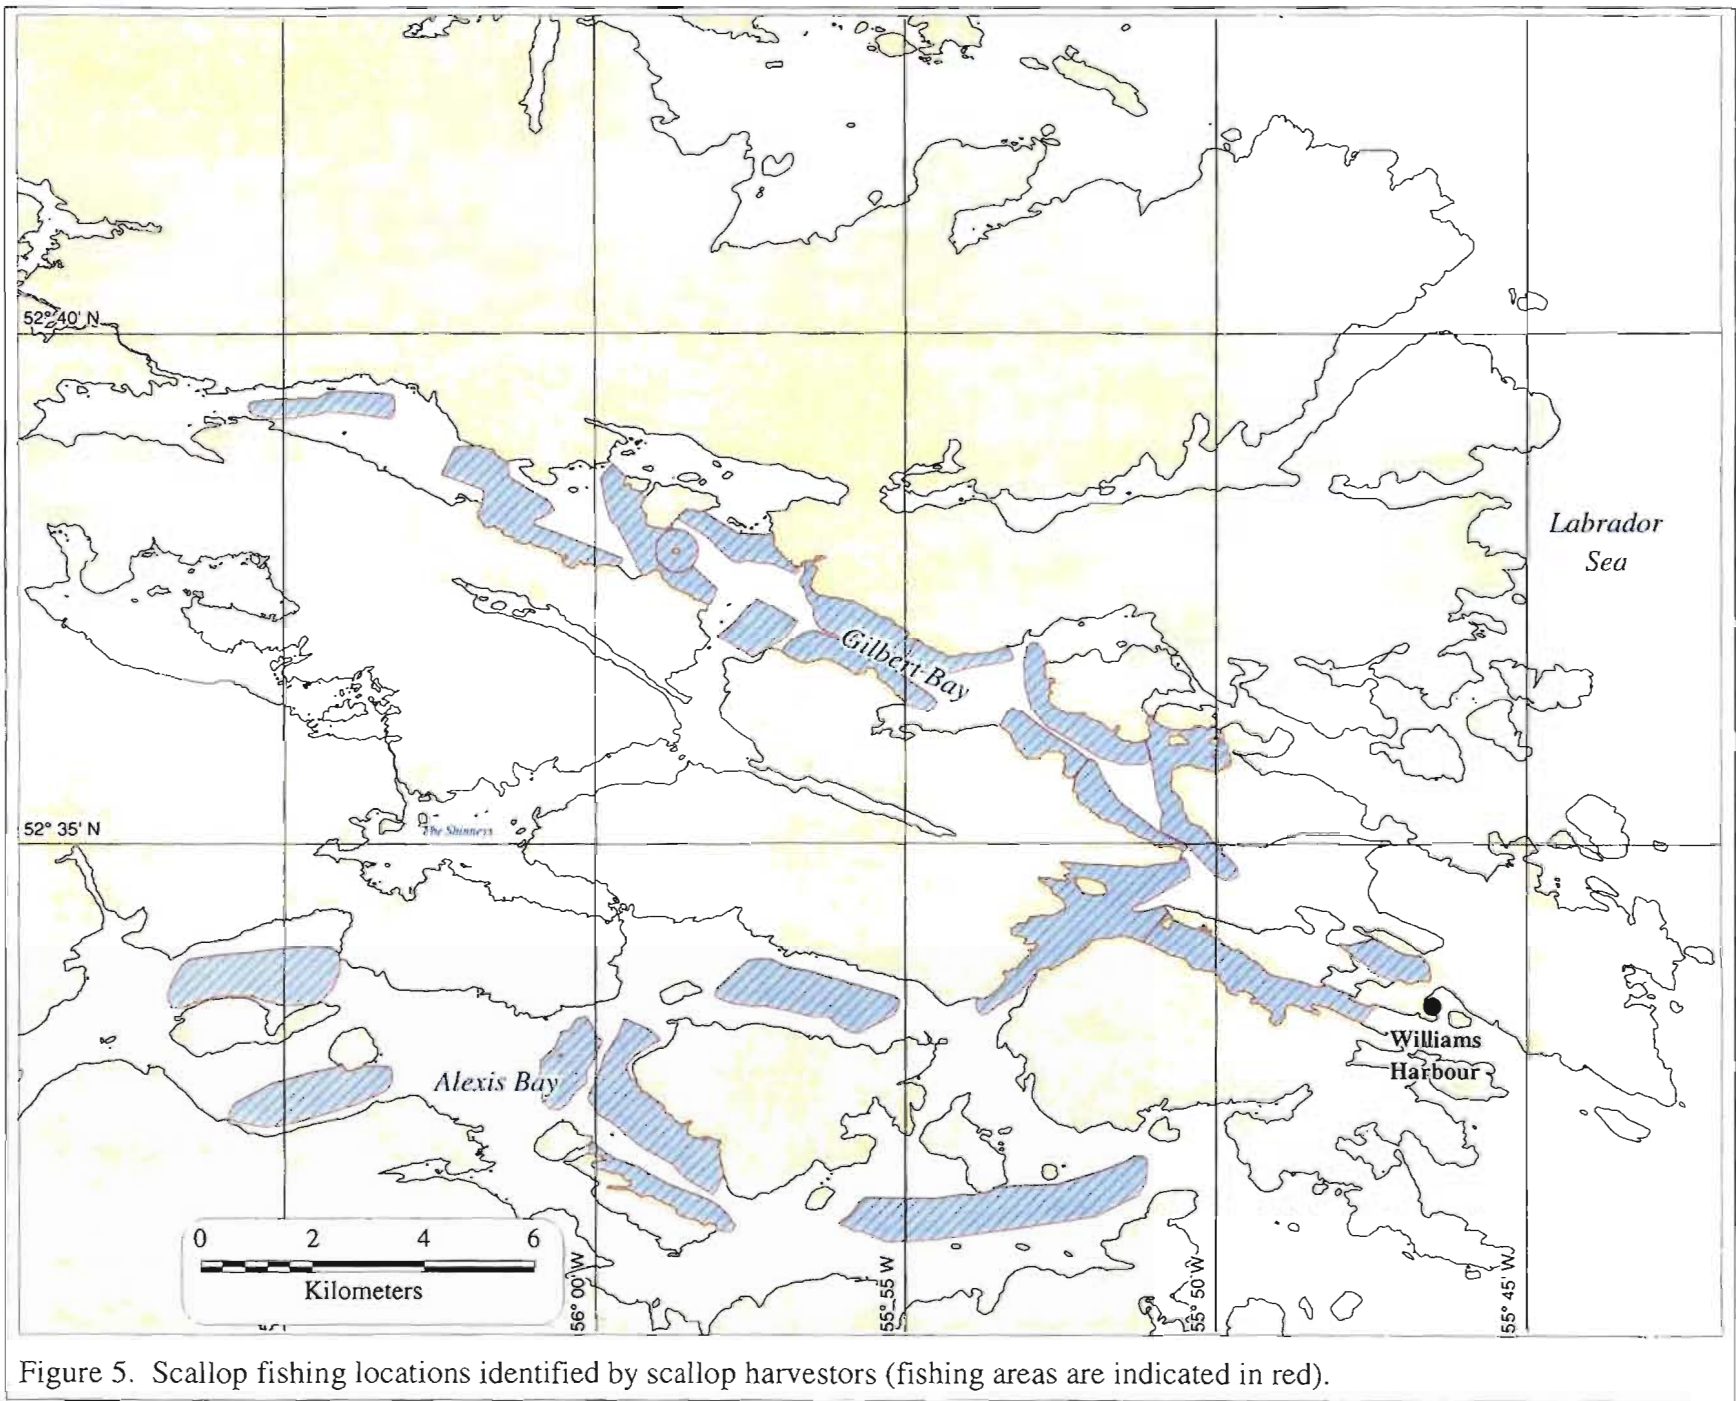 52° 40' N
Labrador
Sea
Gilbert Bay
52° 35' N
The Shinneys
Alexis Bay
Williams
Harbour
0 2 4 6
Kilometers
56° 00' W
55° 55 W
55° 50' W
55° 45' W
Figure 5. Scallop fishing locations identified by scallop harvestors (fishing areas are indicated in red).